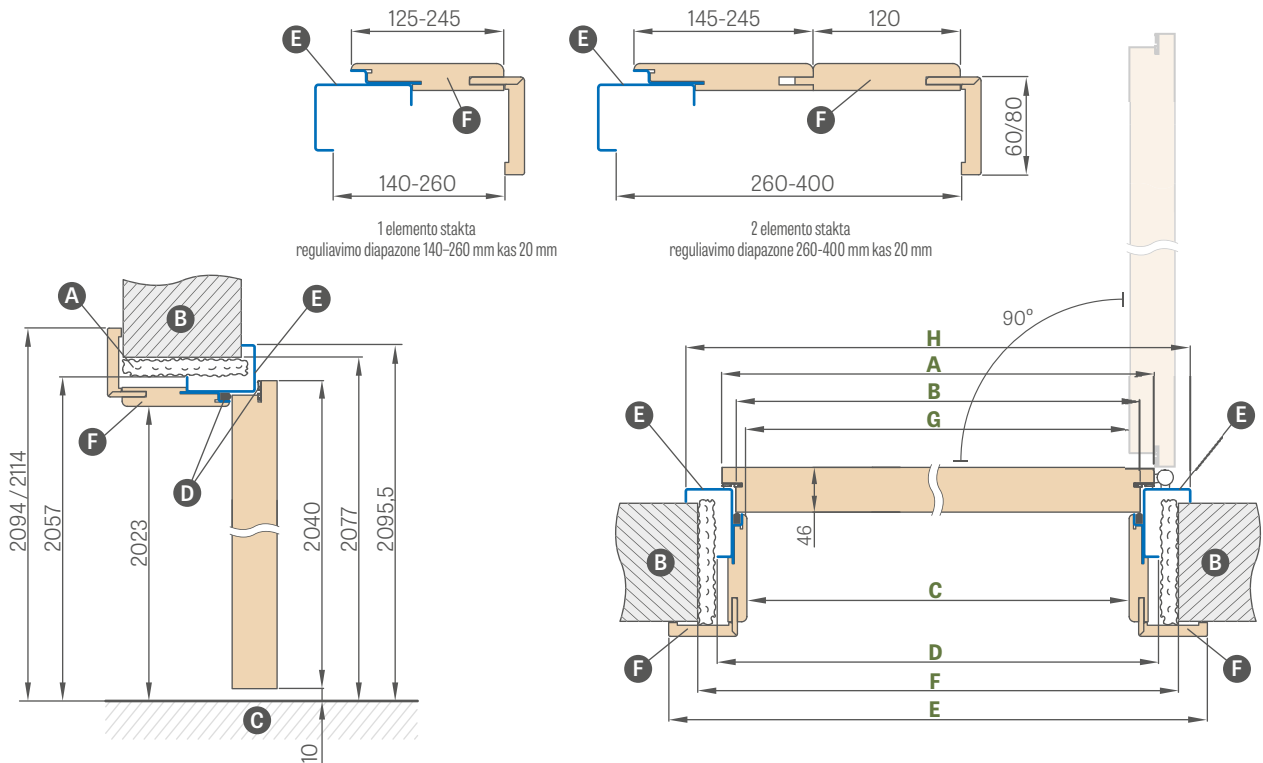 125-245
145-245
120
E
E
F
F
60/80
140-260
260-400
1 elemento stakta
reguliavimo diapazone 140-260 mm kas 20 mm
2 elemento stakta
reguliavimo diapazone 260-400 mm kas 20 mm
A
B
E
F
D
2094 / 2114
2057
2023
2040
2077
2095,5
C
10
90°
H
A
B
G
E
E
46
B
B
C
F
F
D
F
E